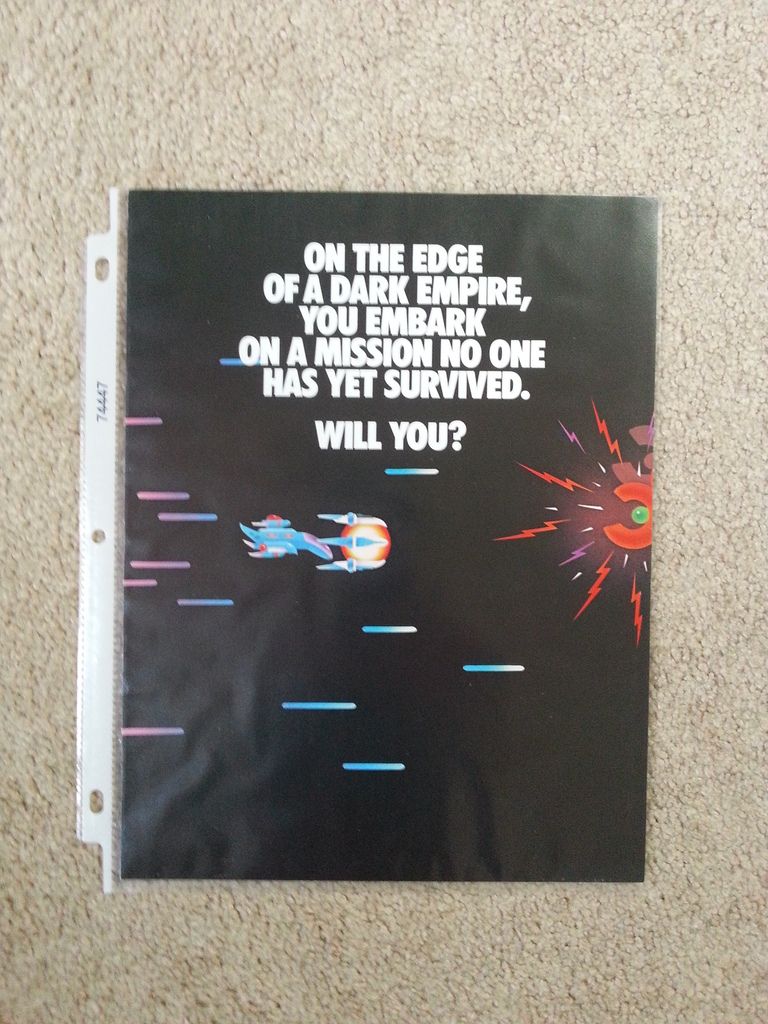 ON THE EDGE
OF A DARK EMPIRE,
YOU EMBARK
ON A MISSION NO ONE
HAS YET SURVIVED.
WILL YOU?
74447